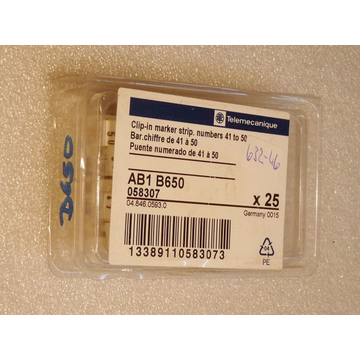 Telemecanique
Clip-in marker strip, numbers 41 to 50
Bar.chiffre de 41 à 50
Puente numerado de 41 à 50
632-46
AB1 B650
058307
x 25
04.846.0593.0
Germany 0015
13389110583073
04
PE
B650